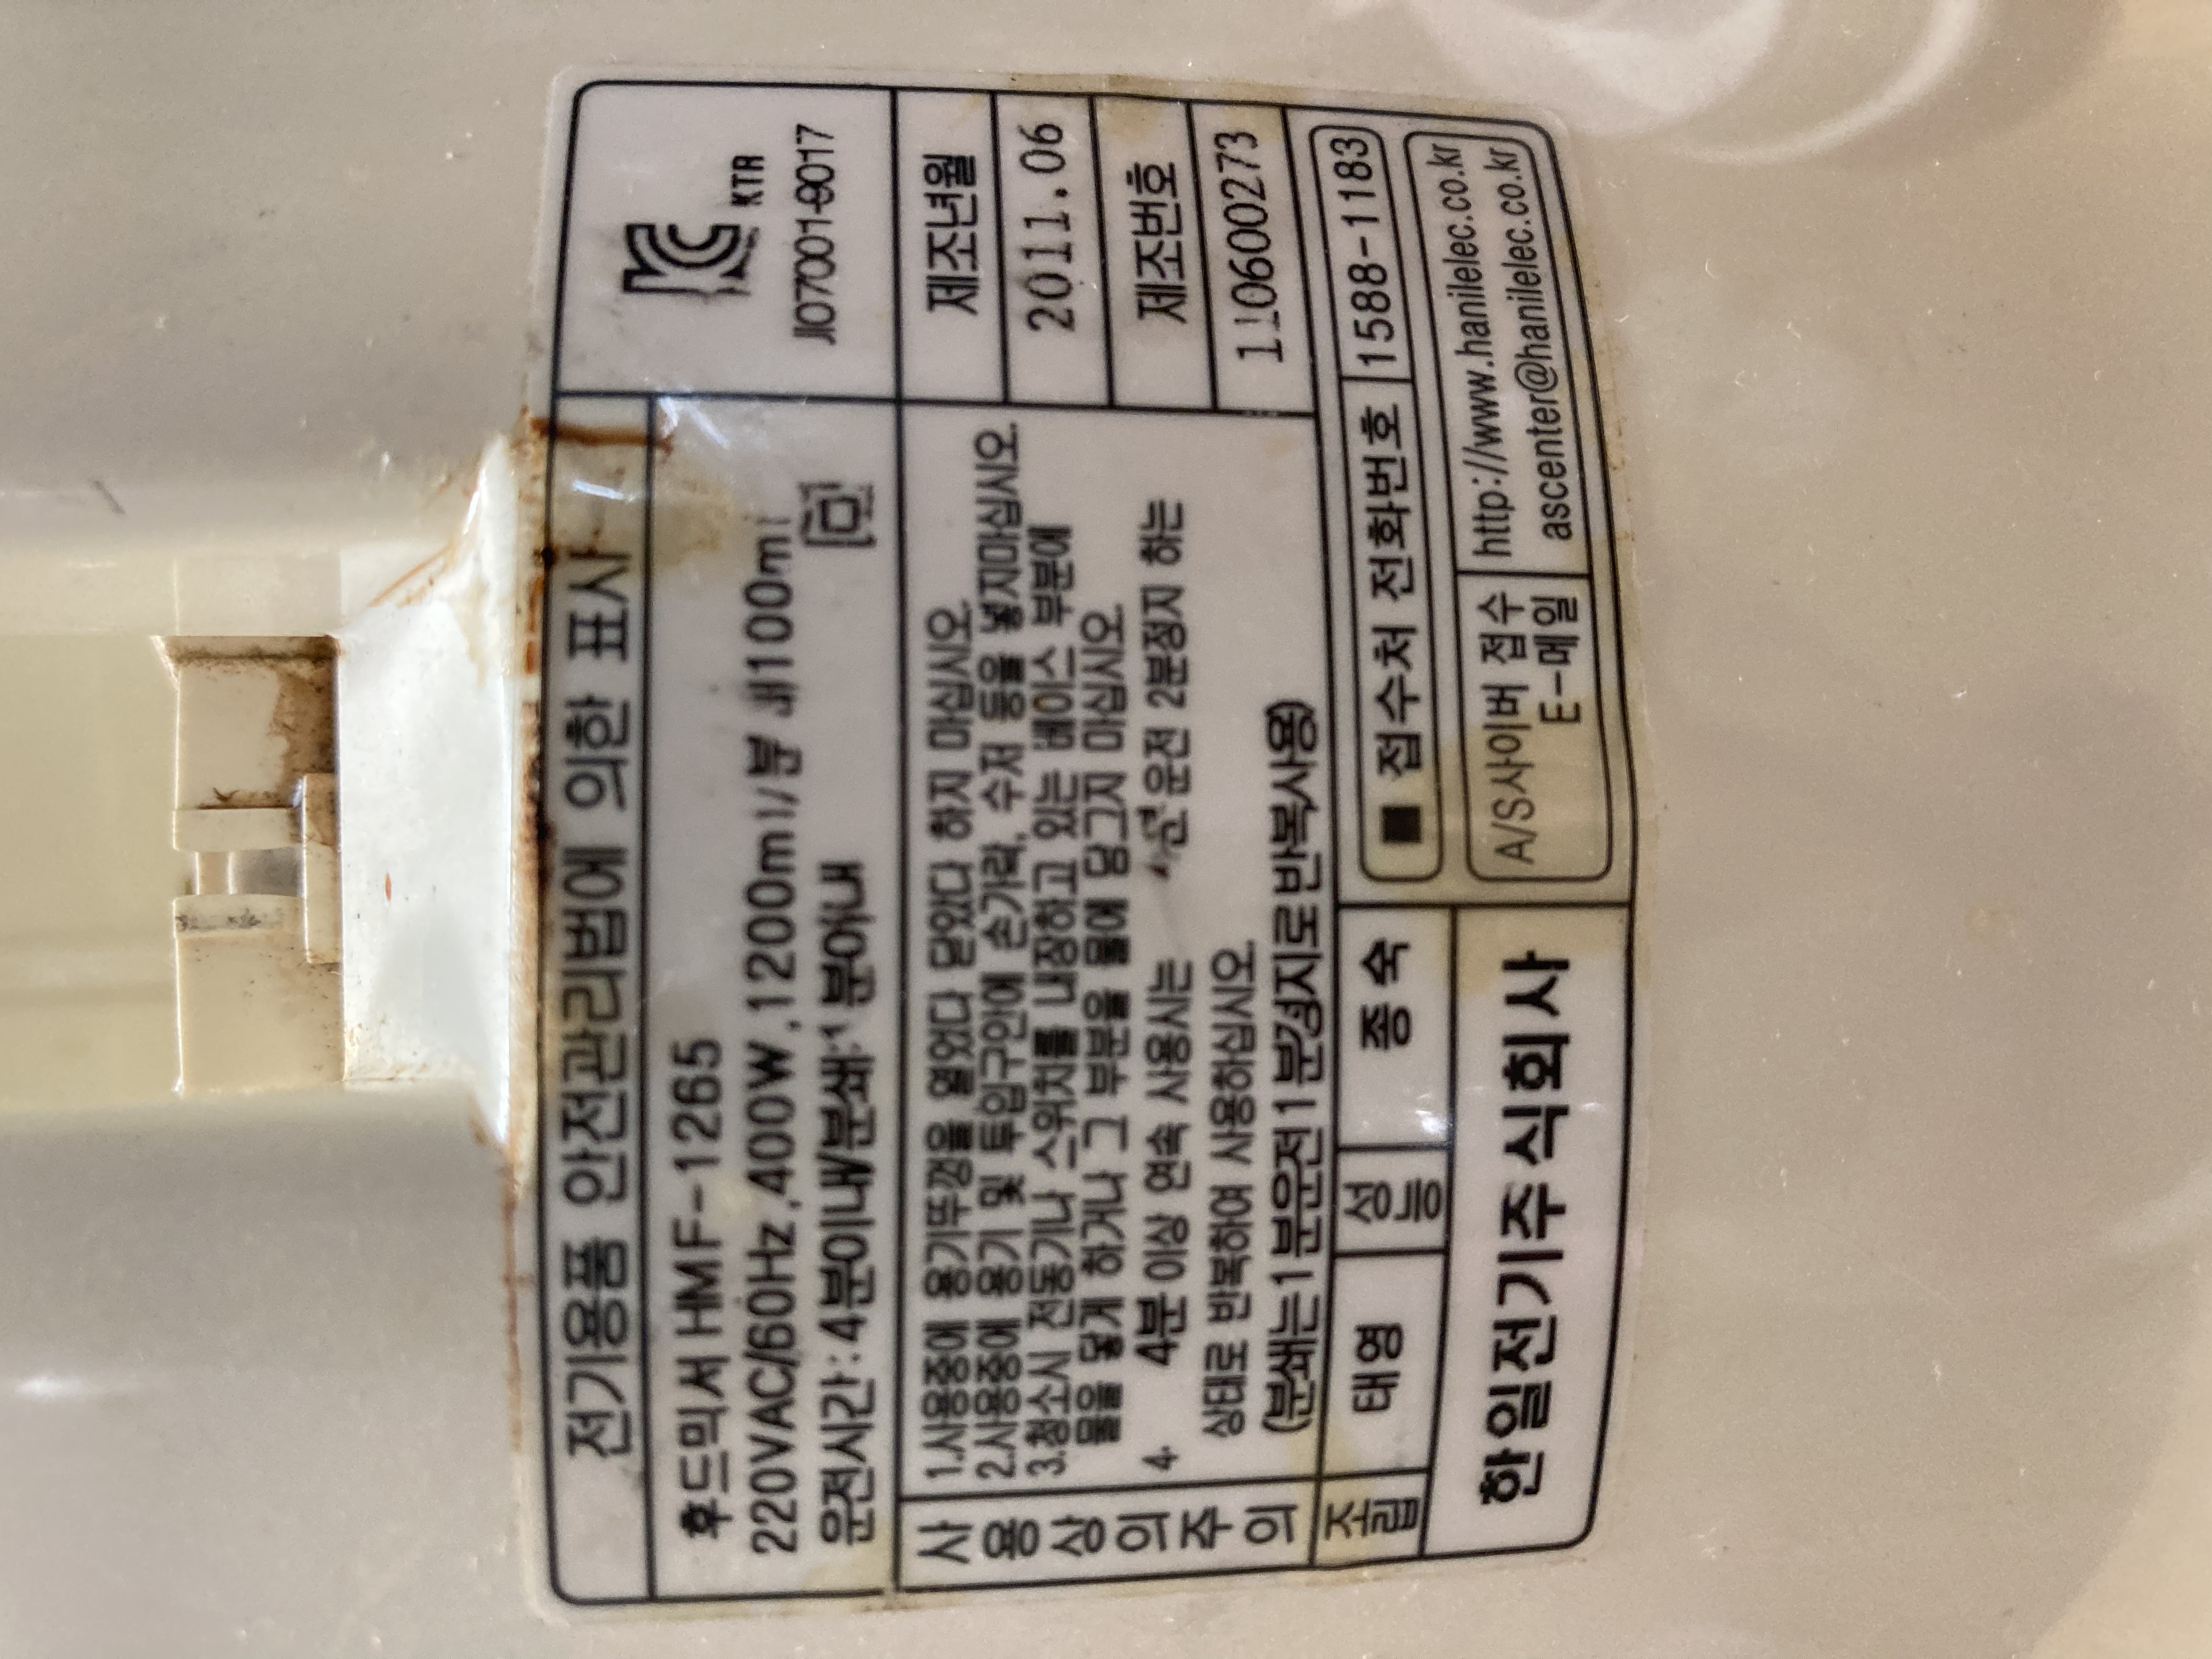 전기용품 안전관리법에 의한 표시
후드믹서 HMF-1265
220VAC/60Hz,400W,1200ml/분쇄100ml
운전시간:4분이내/분쇄:1분이내
KTR
JI07001-9017
제조년월
2011.06
제조번호
110600273
사용상의주의
1.사용중에 용기뚜껑을 열었다 닫았다 하지 마십시오.
2.사용중에 용기 및 투입구안에 손가락, 수저 등을 넣지마십시오.
3.청소시 전동기나 스위치를 내장하고 있는 베이스 부분에
물을 닿게 하거나 그 부분을 물에 담그지 마십시오.
4. 4분 이상 연속 사용시는 운전 2분정지 하는
상태로 반복하여 사용하십시오.
(분쇄는1분운전1분정지로반복사용)
조립 태영 성능 종숙
한일전기주식회사
■ 접수처 전화번호 1588-1183
A/S사이버 접수 http://www.hanilelec.co.kr
E-메일 ascenter@hanilelec.co.kr